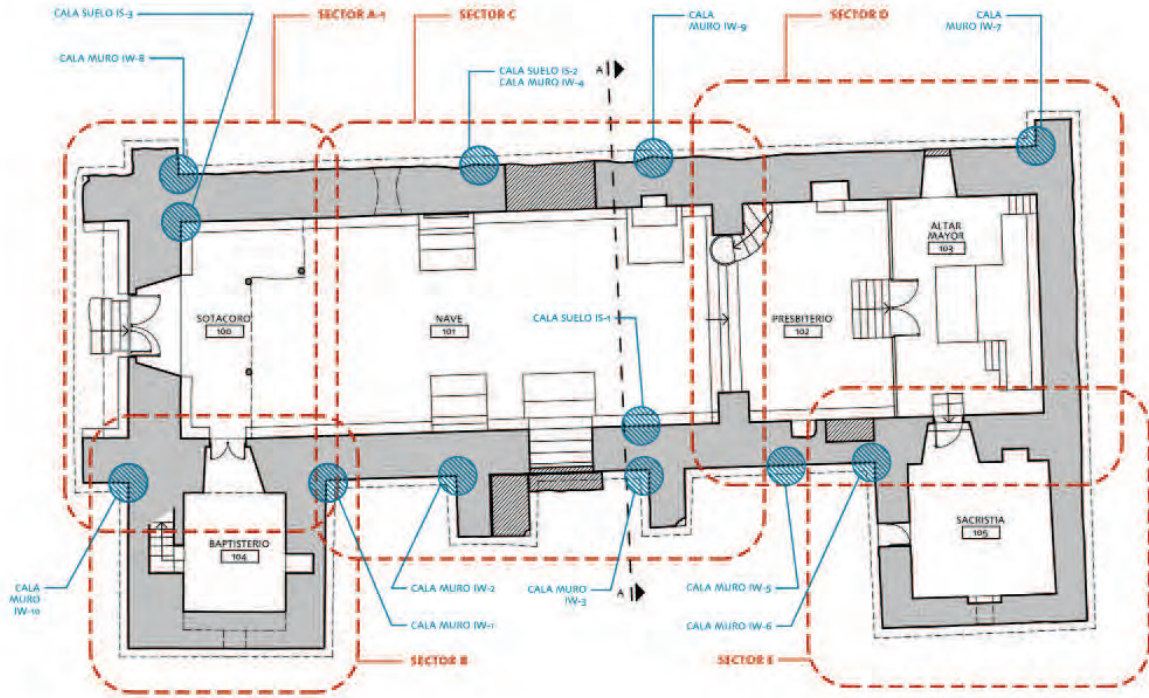 CALA SUELO IS-3
SECTOR A-1
SECTOR C
CALA
MURO IW-9
SECTOR D
CALA
MURO IW-7
CALA MURO IW-8
CALA SUELO IS-2
CALA MURO IW-4
A
ALTAR
MAYOR
103
SOTACORO
100
NAVE
101
CALA SUELO IS-1
PRESBITERIO
102
BAPTISTERIO
104
SACRISTIA
105
CALA
MURO
IW-10
CALA MURO IW-2
CALA MURO
IW-3
A
CALA MURO IW-5
CALA MURO IW-1
CALA MURO IW-6
SECTOR B
SECTOR E